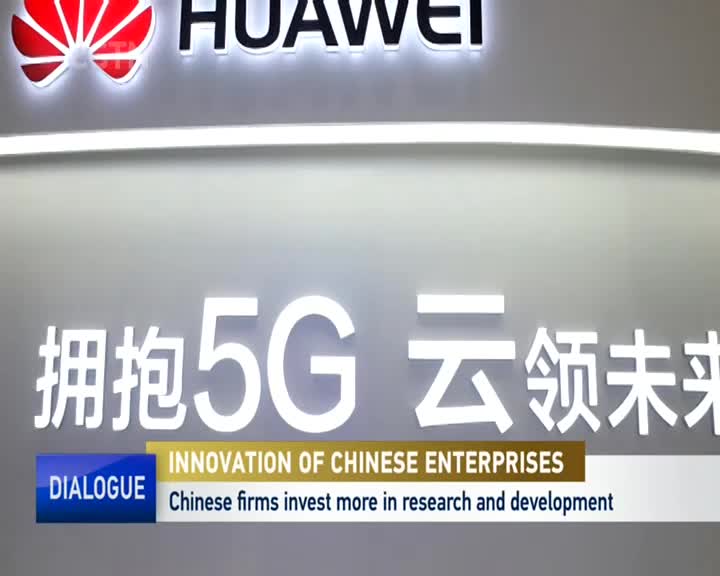 HUAWEI
CGTN
拥抱5G 云领未来
INNOVATION OF CHINESE ENTERPRISES
DIALOGUE
Chinese firms invest more in research and development